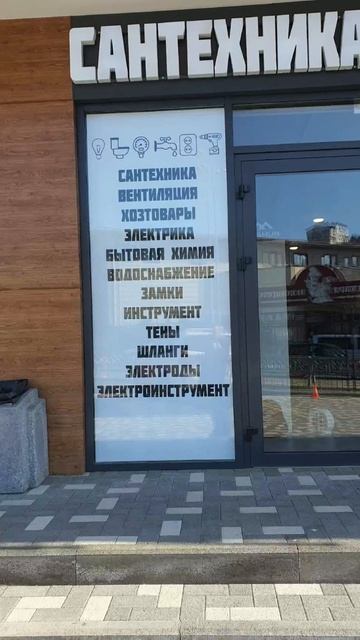 САНТЕХНИКА
САНТЕХНИКА
ВЕНТИЛЯЦИЯ
ХОЗТОВАРЫ
ЭЛЕКТРИКА
БЫТОВАЯ ХИМИЯ
ВОДОСНАБЖЕНИЕ
ЗАМКИ
ИНСТРУМЕНТ
ТЕНЫ
ШЛАНГИ
ЭЛЕКТРОДЫ
ЭЛЕКТРОИНСТРУМЕНТ